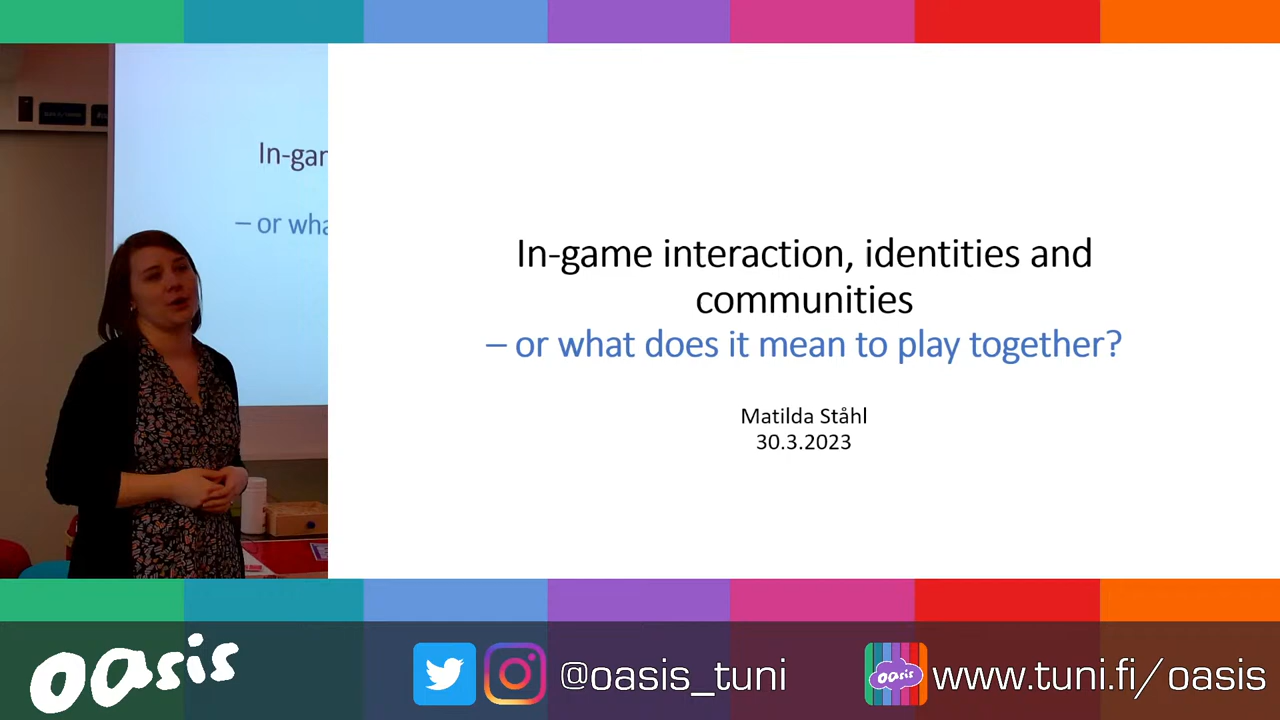 In-gar
– or wha
In-game interaction, identities and
communities
– or what does it mean to play together?
Matilda Ståhl
30.3.2023
oasis
@oasis_tuni
oasis
www.tuni.fi/oasis